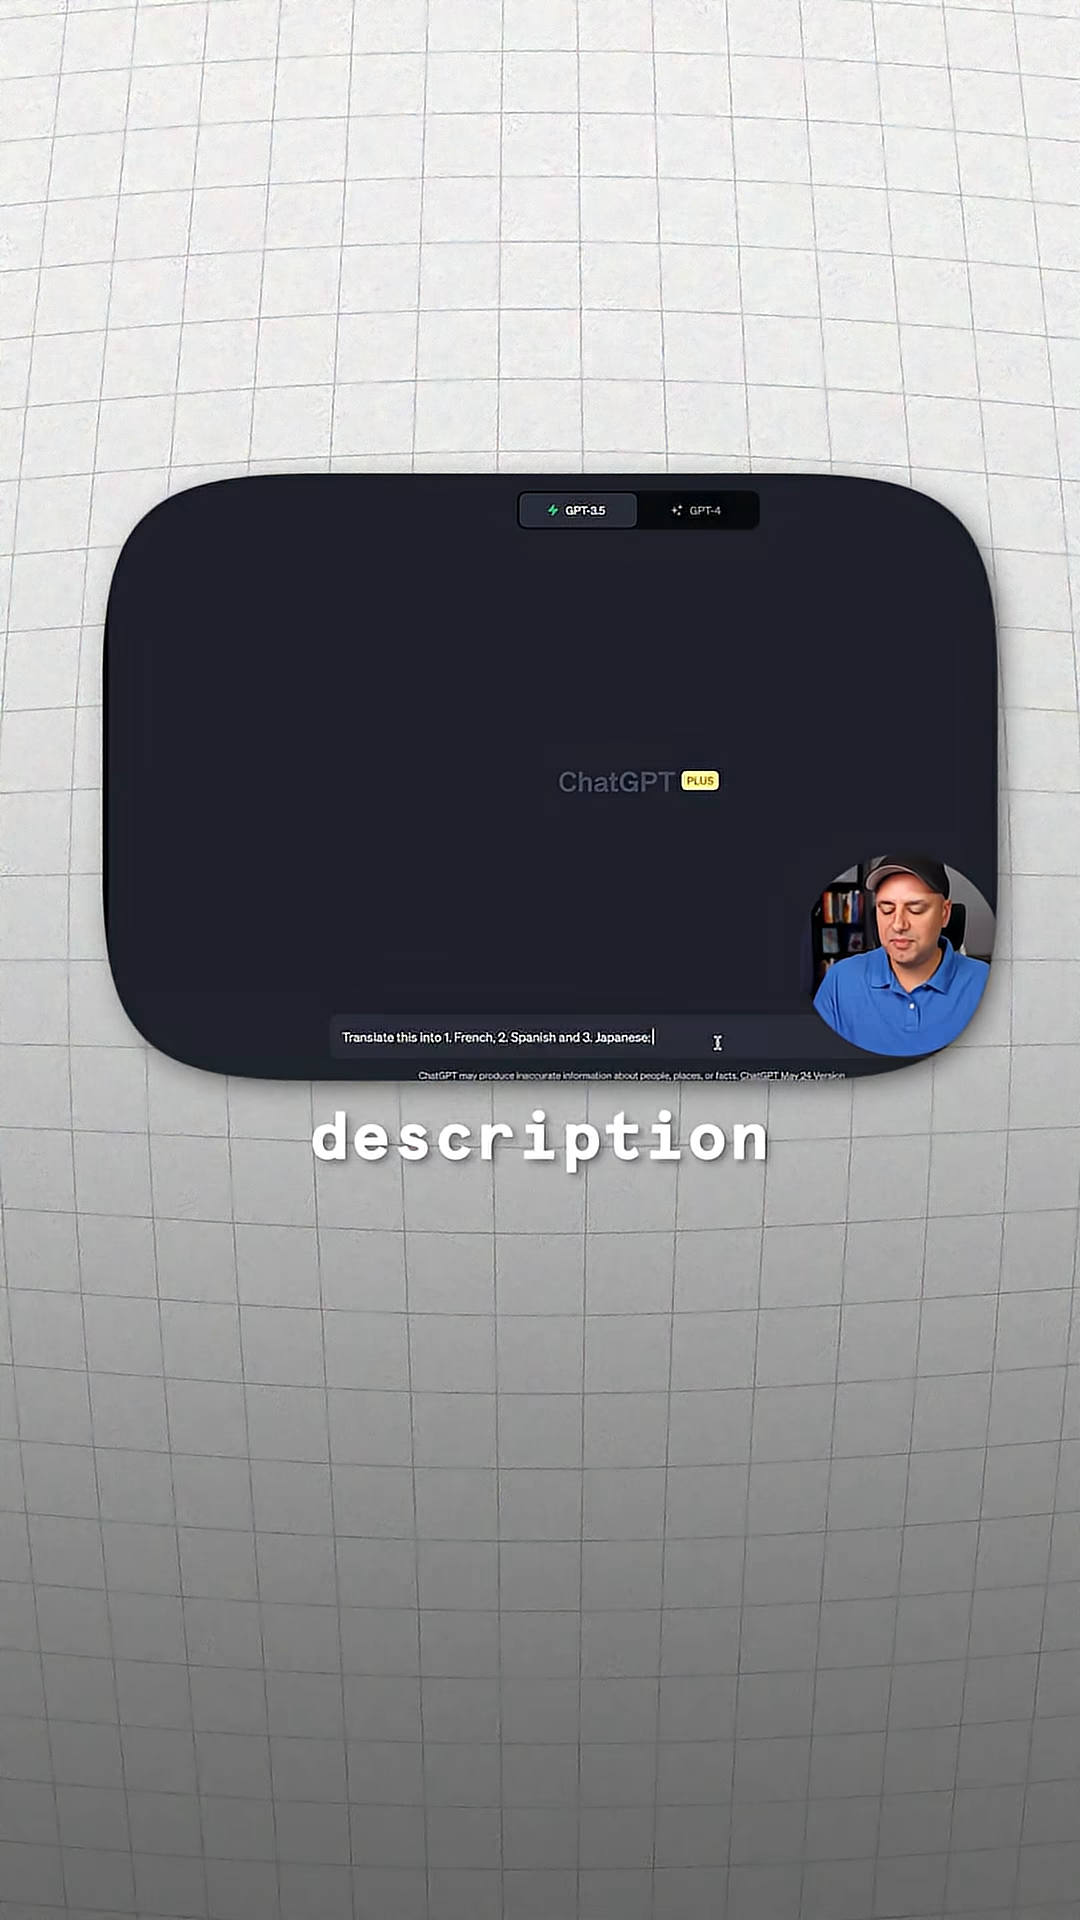 GPT-3.5 GPT-4
ChatGPT PLUS
Translate this into 1. French, 2. Spanish and 3. Japanese:
ChatGPT may produce inaccurate information about people, places, or facts. ChatGPT May 24 Version
description